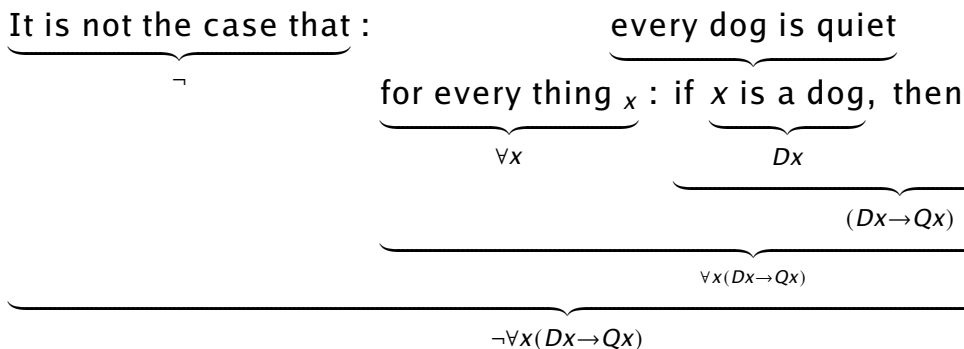 It is not the case that : every dog is quiet
¬
for every thing x : if x is a dog, then
∀x Dx
(Dx→Qx)
∀x(Dx→Qx)
¬∀x(Dx→Qx)